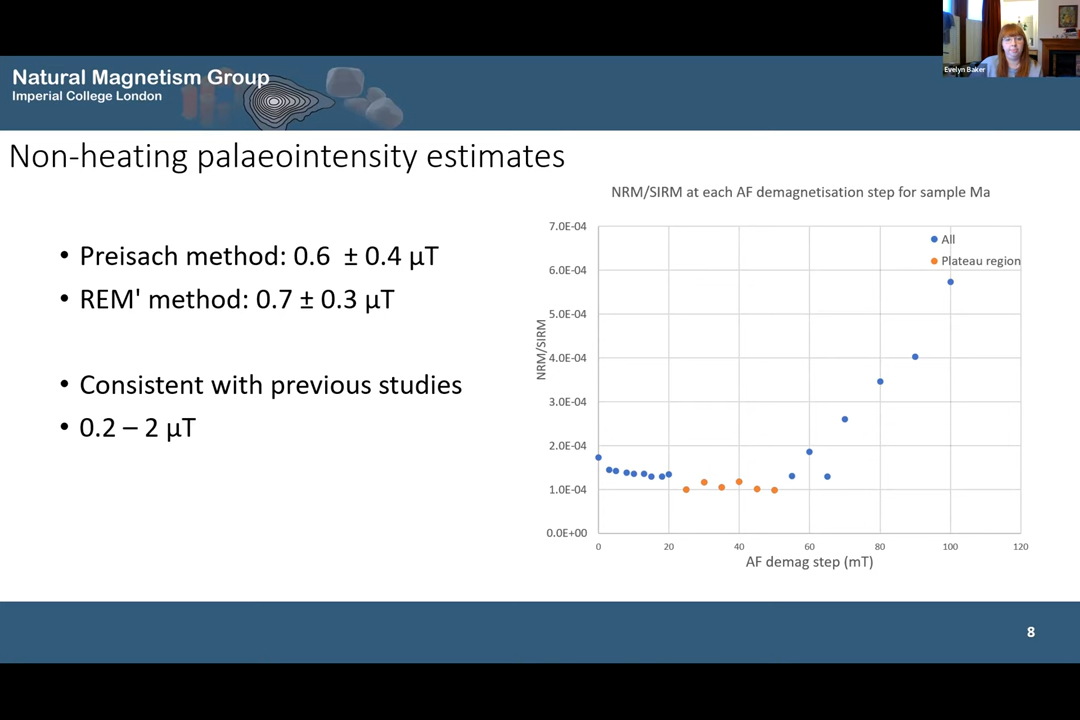 Evelyn Baker
Natural Magnetism Group
Imperial College London
Non-heating palaeointensity estimates
• Preisach method: 0.6 ± 0.4 µT
• REM' method: 0.7 ± 0.3 µT
• Consistent with previous studies
• 0.2 – 2 µT
NRM/SIRM at each AF demagnetisation step for sample Ma
7.0E-04
6.0E-04
5.0E-04
4.0E-04
3.0E-04
2.0E-04
1.0E-04
0.0E+00
NRM/SIRM
All
Plateau region
0 20 40 60 80 100 120
AF demag step (mT)
8